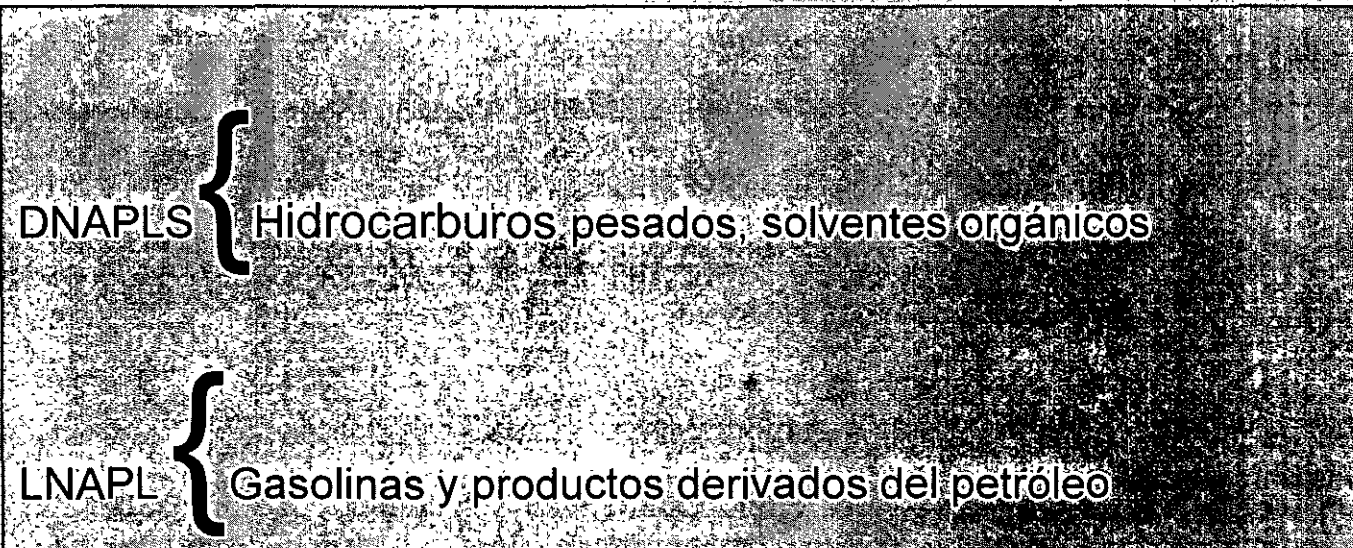 DNAPLS { Hidrocarburos pesados, solventes orgánicos
LNAPL { Gasolinas y productos derivados del petróleo